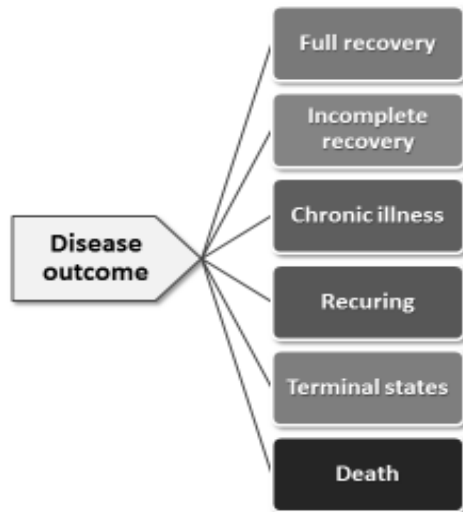 Full recovery
Incomplete
recovery
Chronic illness
Disease
outcome
Recuring
Terminal states
Death